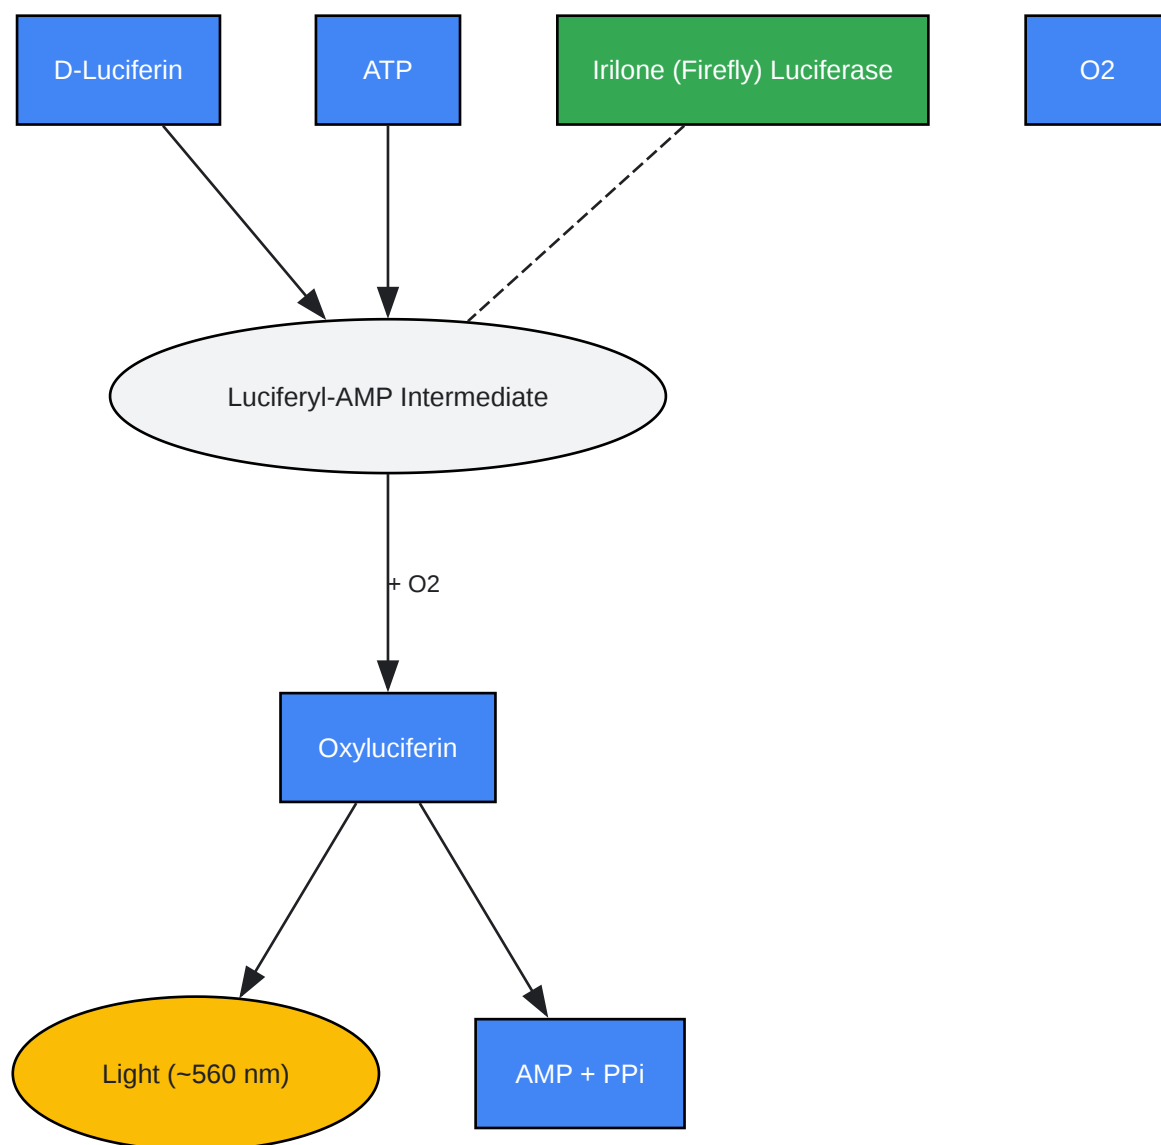 D-Luciferin
ATP
Irilone (Firefly) Luciferase
O2
Luciferyl-AMP Intermediate
+ O2
Oxyluciferin
Light (~560 nm)
AMP + PPi